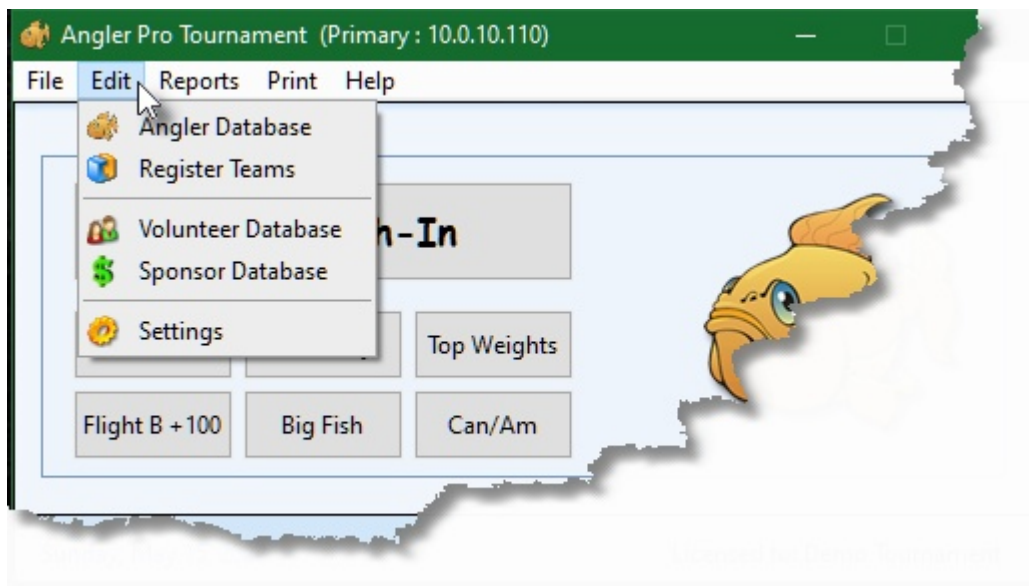 Angler Pro Tournament (Primary : 10.0.10.110)
File Edit Reports Print Help
Angler Database
Register Teams
Volunteer Database
Sponsor Database
Settings
h-In
Top Weights
Flight B +100 Big Fish Can/Am